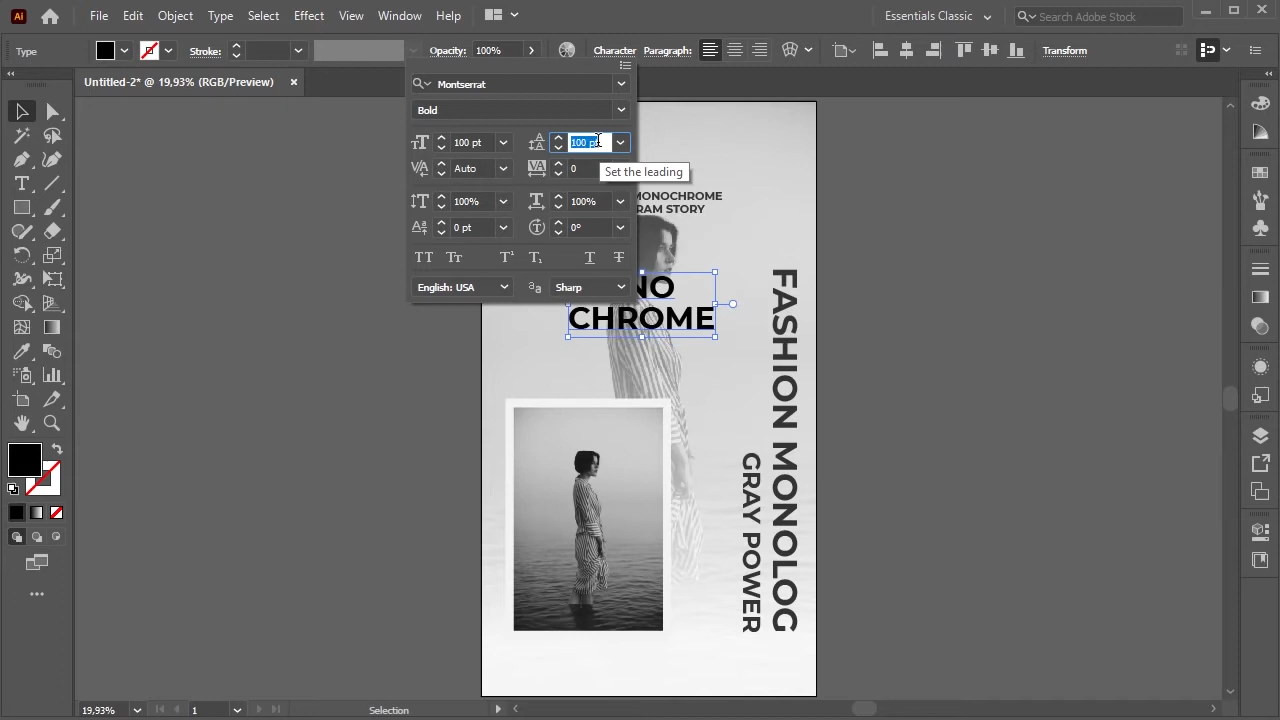 Ai File Edit Object Type Select Effect View Window Help Essentials Classic Search Adobe Stock
Type Stroke: Opacity: 100% Character Paragraph: Transform
Untitled-2* @ 19,93% (RGB/Preview)
Montserrat
Bold
100 pt 100 pt
Auto 0
Set the leading
100% 100%
0 pt 0°
English: USA Sharp
MONOCHROME
RAM STORY
NO
CHROME
FASHION MONOLOG
GRAY POWER
19,93% 1 Selection